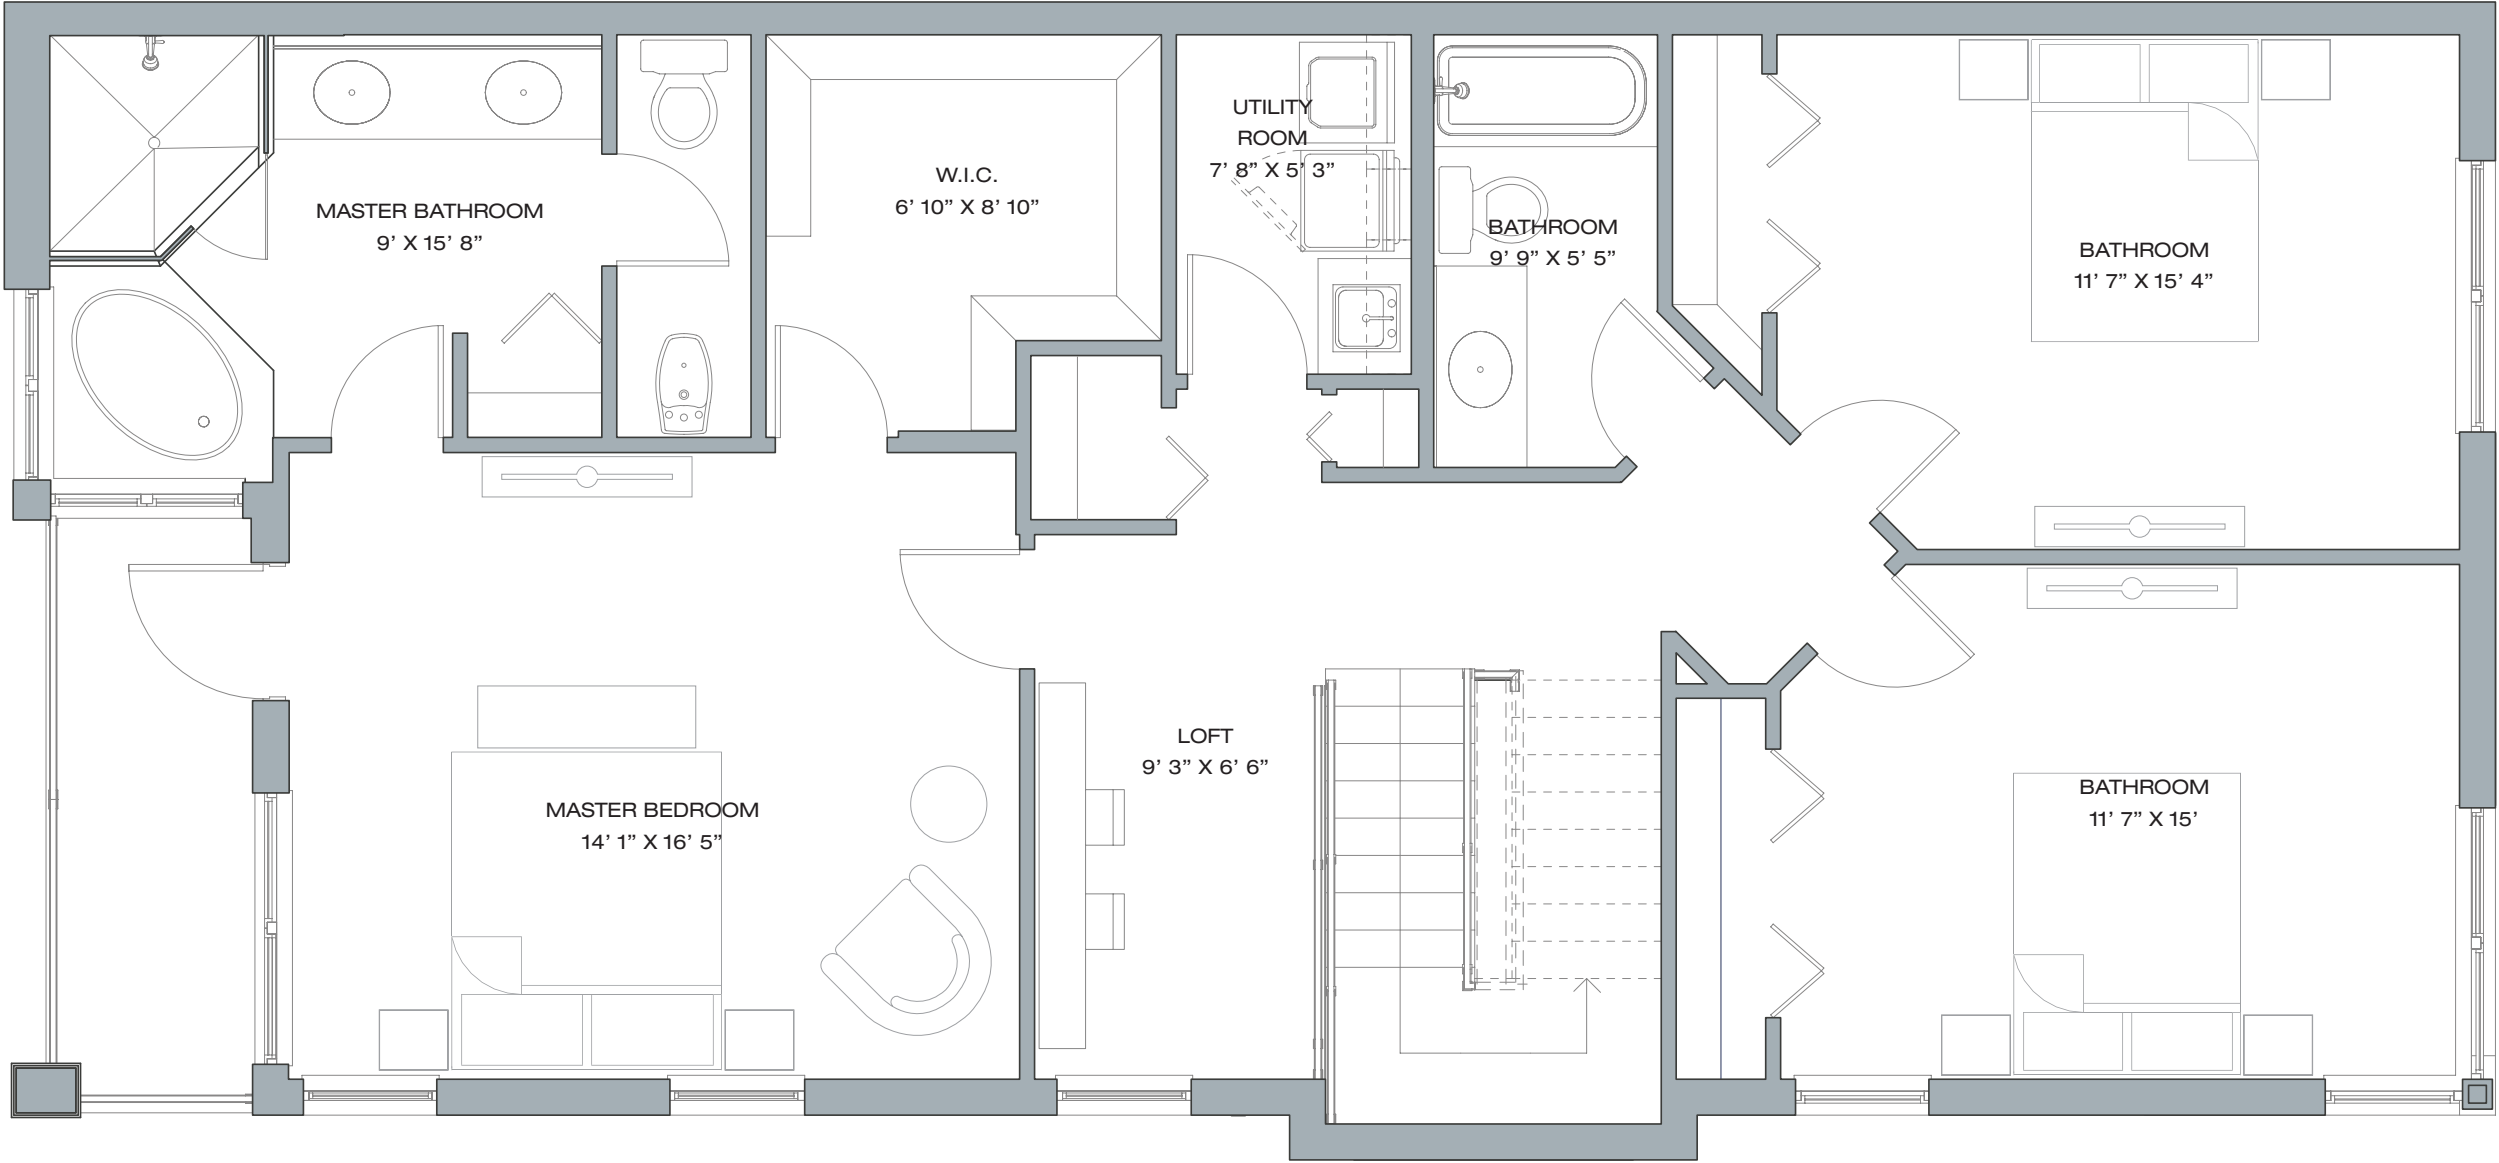 UTILITY
ROOM
7’ 8” X 5’ 3”
W.I.C.
6’ 10” X 8’ 10”
MASTER BATHROOM
9’ X 15’ 8”
BATHROOM
9’ 9” X 5’ 5”
BATHROOM
11’ 7” X 15’ 4”
LOFT
9’ 3” X 6’ 6”
MASTER BEDROOM
14’ 1” X 16’ 5”
BATHROOM
11’ 7” X 15’